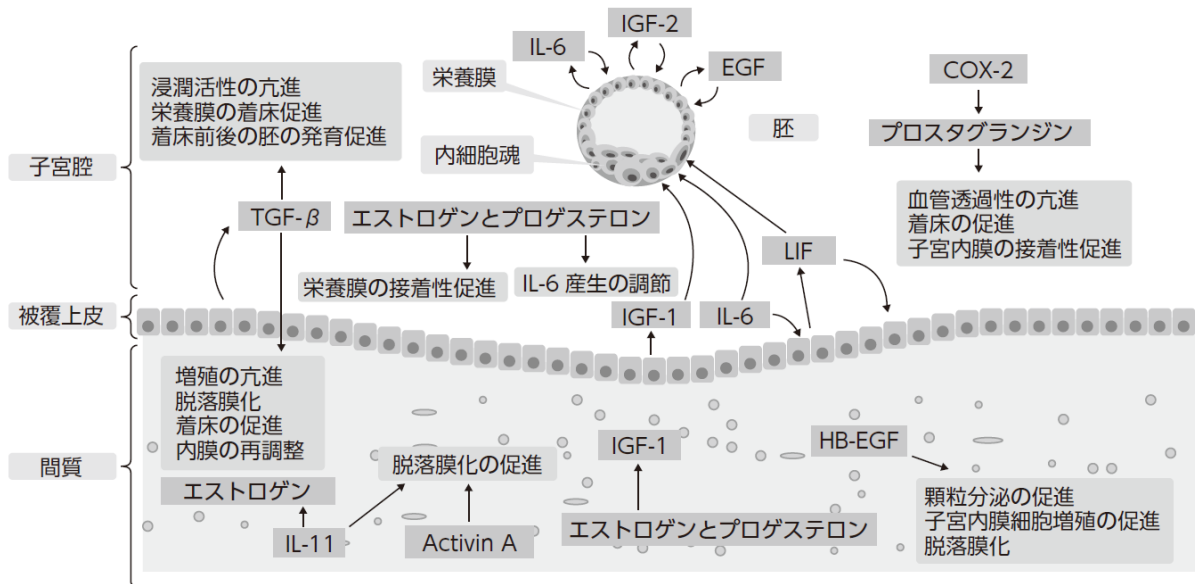 IGF-2
IL-6
EGF
COX-2
浸潤活性の亢進
栄養膜の着床促進
着床前後の胚の発育促進
栄養膜
胚
プロスタグランジン
内細胞魂
子宮腔
血管透過性の亢進
着床の促進
子宮内膜の接着性促進
TGF-β
エストロゲンとプロゲステロン
LIF
栄養膜の接着性促進
IL-6 産生の調節
被覆上皮
IGF-1
IL-6
増殖の亢進
脱落膜化
着床の促進
内膜の再調整
間質
脱落膜化の促進
IGF-1
HB-EGF
エストロゲン
顆粒分泌の促進
子宮内膜細胞増殖の促進
脱落膜化
IL-11
Activin A
エストロゲンとプロゲステロン